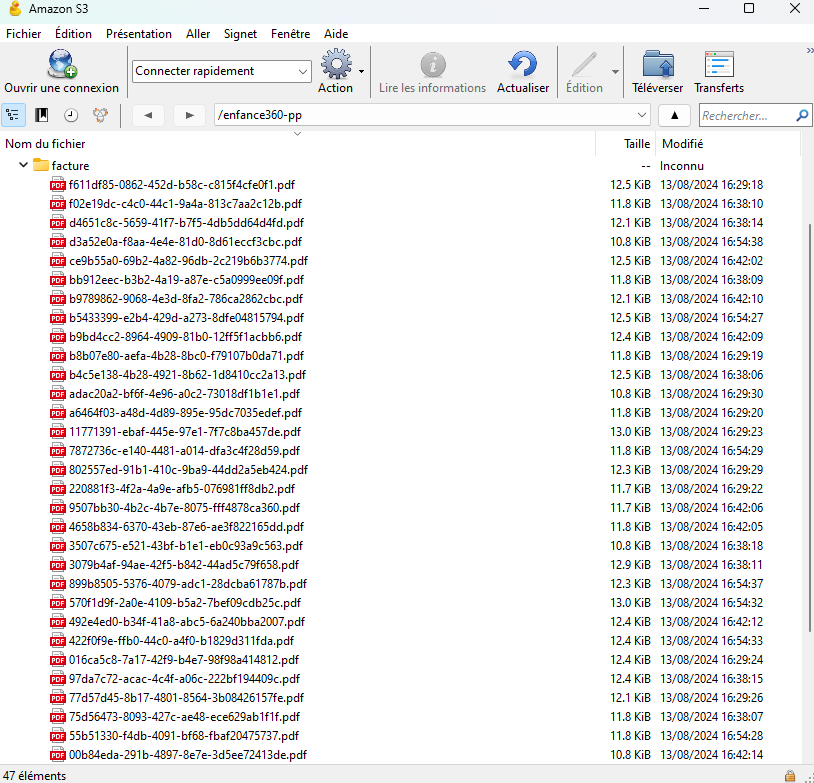 Amazon S3
Fichier Édition Présentation Aller Signet Fenêtre Aide
Ouvrir une connexion Connecter rapidement Action Lire les informations Actualiser Édition Téléverser Transferts
/enfance360-pp Rechercher...
Nom du fichier Taille Modifié
facture -- Inconnu
f611df85-0862-452d-b58c-c815f4cfe0f1.pdf 12.5 KiB 13/08/2024 16:29:18
f02e19dc-c4c0-44c1-9a4a-813c7aa2c12b.pdf 11.8 KiB 13/08/2024 16:38:10
d4651c8c-5659-41f7-b7f5-4db5dd64d4fd.pdf 12.1 KiB 13/08/2024 16:38:14
d3a52e0a-f8aa-4e4e-81d0-8d61eccf3cbc.pdf 10.8 KiB 13/08/2024 16:54:38
ce9b55a0-69b2-4a82-96db-2c219b6b3774.pdf 12.5 KiB 13/08/2024 16:42:02
bb912eec-b3b2-4a19-a87e-c5a0999ee09f.pdf 11.8 KiB 13/08/2024 16:38:09
b9789862-9068-4e3d-8fa2-786ca2862cbc.pdf 12.1 KiB 13/08/2024 16:42:10
b5433399-e2b4-429d-a273-8dfe04815794.pdf 12.5 KiB 13/08/2024 16:54:27
b9bd4cc2-8964-4909-81b0-12ff5f1acbb6.pdf 12.4 KiB 13/08/2024 16:42:09
b8b07e80-aefa-4b28-8bc0-f79107b0da71.pdf 11.8 KiB 13/08/2024 16:29:19
b4c5e138-4b28-4921-8b62-1d8410cc2a13.pdf 12.5 KiB 13/08/2024 16:38:06
adac20a2-bf6f-4e96-a0c2-73018df1b1e1.pdf 10.8 KiB 13/08/2024 16:29:30
a6464f03-a48d-4d89-895e-95dc7035edef.pdf 11.8 KiB 13/08/2024 16:29:20
11771391-ebaf-445e-97e1-7f7c8ba457de.pdf 13.0 KiB 13/08/2024 16:29:23
7872736c-e140-4481-a014-dfa3c4f28d59.pdf 11.8 KiB 13/08/2024 16:54:29
802557ed-91b1-410c-9ba9-44dd2a5eb424.pdf 12.3 KiB 13/08/2024 16:29:29
220881f3-4f2a-4a9e-afb5-076981ff8db2.pdf 11.7 KiB 13/08/2024 16:29:22
9507bb30-4b2c-4b7e-8075-fff4878ca360.pdf 11.7 KiB 13/08/2024 16:42:06
4658b834-6370-43eb-87e6-ae3f822165dd.pdf 11.8 KiB 13/08/2024 16:42:05
3507c675-e521-43bf-b1e1-eb0c93a9c563.pdf 10.8 KiB 13/08/2024 16:38:18
3079b4af-94ae-42f5-b842-44ad5c79f658.pdf 12.9 KiB 13/08/2024 16:38:11
899b8505-5376-4079-adc1-28dcba61787b.pdf 12.3 KiB 13/08/2024 16:54:37
570f1d9f-2a0e-4109-b5a2-7bef09cdb25c.pdf 13.0 KiB 13/08/2024 16:54:32
492e4ed0-b34f-41a8-abc5-6a240bba2007.pdf 12.4 KiB 13/08/2024 16:42:12
422f0f9e-ffb0-44c0-a4f0-b1829d311fda.pdf 12.4 KiB 13/08/2024 16:54:33
016ca5c8-7a17-42f9-b4e7-98f98a414812.pdf 12.4 KiB 13/08/2024 16:29:24
97da7c72-acac-4c4f-a06c-222bf194409c.pdf 12.4 KiB 13/08/2024 16:38:15
77d57d45-8b17-4801-8564-3b08426157fe.pdf 12.1 KiB 13/08/2024 16:29:26
75d56473-8093-427c-ae48-ece629ab1f1f.pdf 11.8 KiB 13/08/2024 16:38:07
55b51330-f4db-4091-bf68-fbaf20475737.pdf 11.8 KiB 13/08/2024 16:54:28
00b84eda-291b-4897-8e7e-3d5ee72413de.pdf 10.8 KiB 13/08/2024 16:42:14
47 éléments